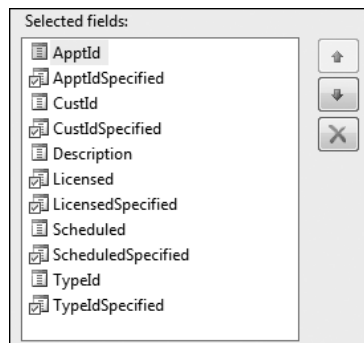 Selected fields:
ApptId
ApptIdSpecified
CustId
CustIdSpecified
Description
Licensed
LicensedSpecified
Scheduled
ScheduledSpecified
TypeId
TypeIdSpecified